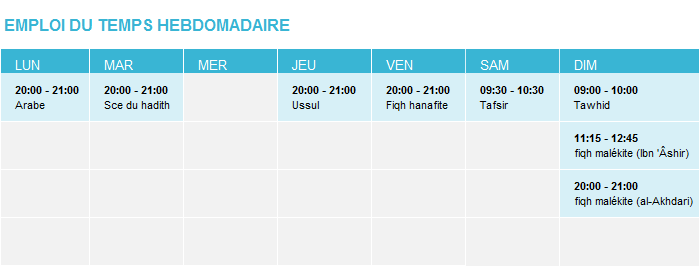 EMPLOI DU TEMPS HEBDOMADAIRE
LUN MAR MER JEU VEN SAM DIM
20:00 - 21:00 20:00 - 21:00 20:00 - 21:00 20:00 - 21:00 09:30 - 10:30 09:00 - 10:00
Arabe Sce du hadith Ussul Fiqh hanafite Tafsir Tawhid
11:15 - 12:45
fiqh malékite (Ibn 'Âshir)
20:00 - 21:00
fiqh malékite (al-Akhdari)